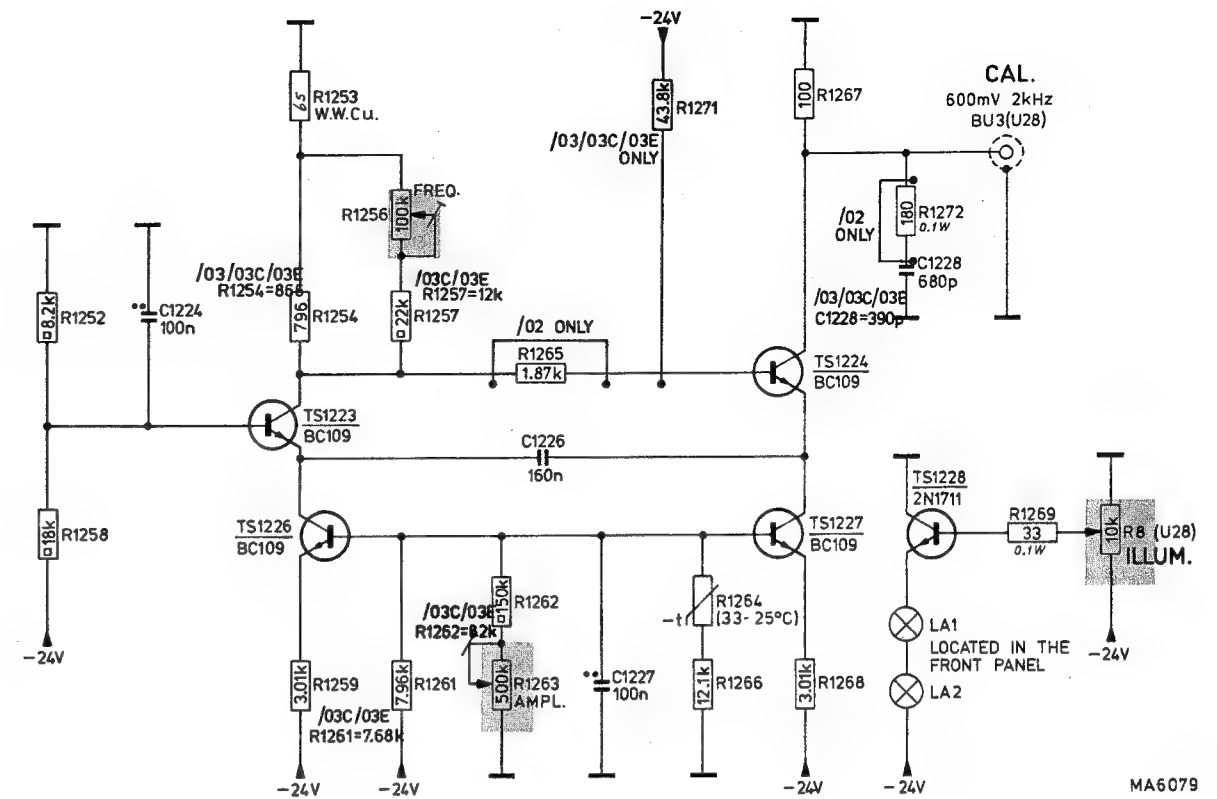 -24V
65
R1253
W.W.Cu.
43.8k
R1271
/03/03C/03E
ONLY
100
R1267
CAL.
600mV 2kHz
BU3(U28)
FREQ.
R1256
100k
/03/03C/03E
R1254=866
796
R1254
/03C/03E
R1257=12k
22k
R1257
8.2k
R1252
C1224
100n
/02 ONLY
R1265
1.87k
/02
ONLY
180
R1272
0.1W
C1228
680p
/03/03C/03E
C1228=390p
TS1223
BC109
TS1224
BC109
C1226
160n
18k
R1258
-24V
TS1226
BC109
TS1227
BC109
TS1228
2N1711
R1269
33
0.1W
10k
R8 (U28)
ILLUM.
-24V
150k
R1262
/03C/03E
R1262=82k
-t
R1264
(33-25°C)
LA1
LOCATED IN THE
FRONT PANEL
LA2
3.01k
R1259
7.96k
R1261
/03C/03E
R1261=7.68k
500k
R1263
AMPL.
C1227
100n
12.1k
R1266
3.01k
R1268
-24V
-24V
-24V
-24V
MA6079